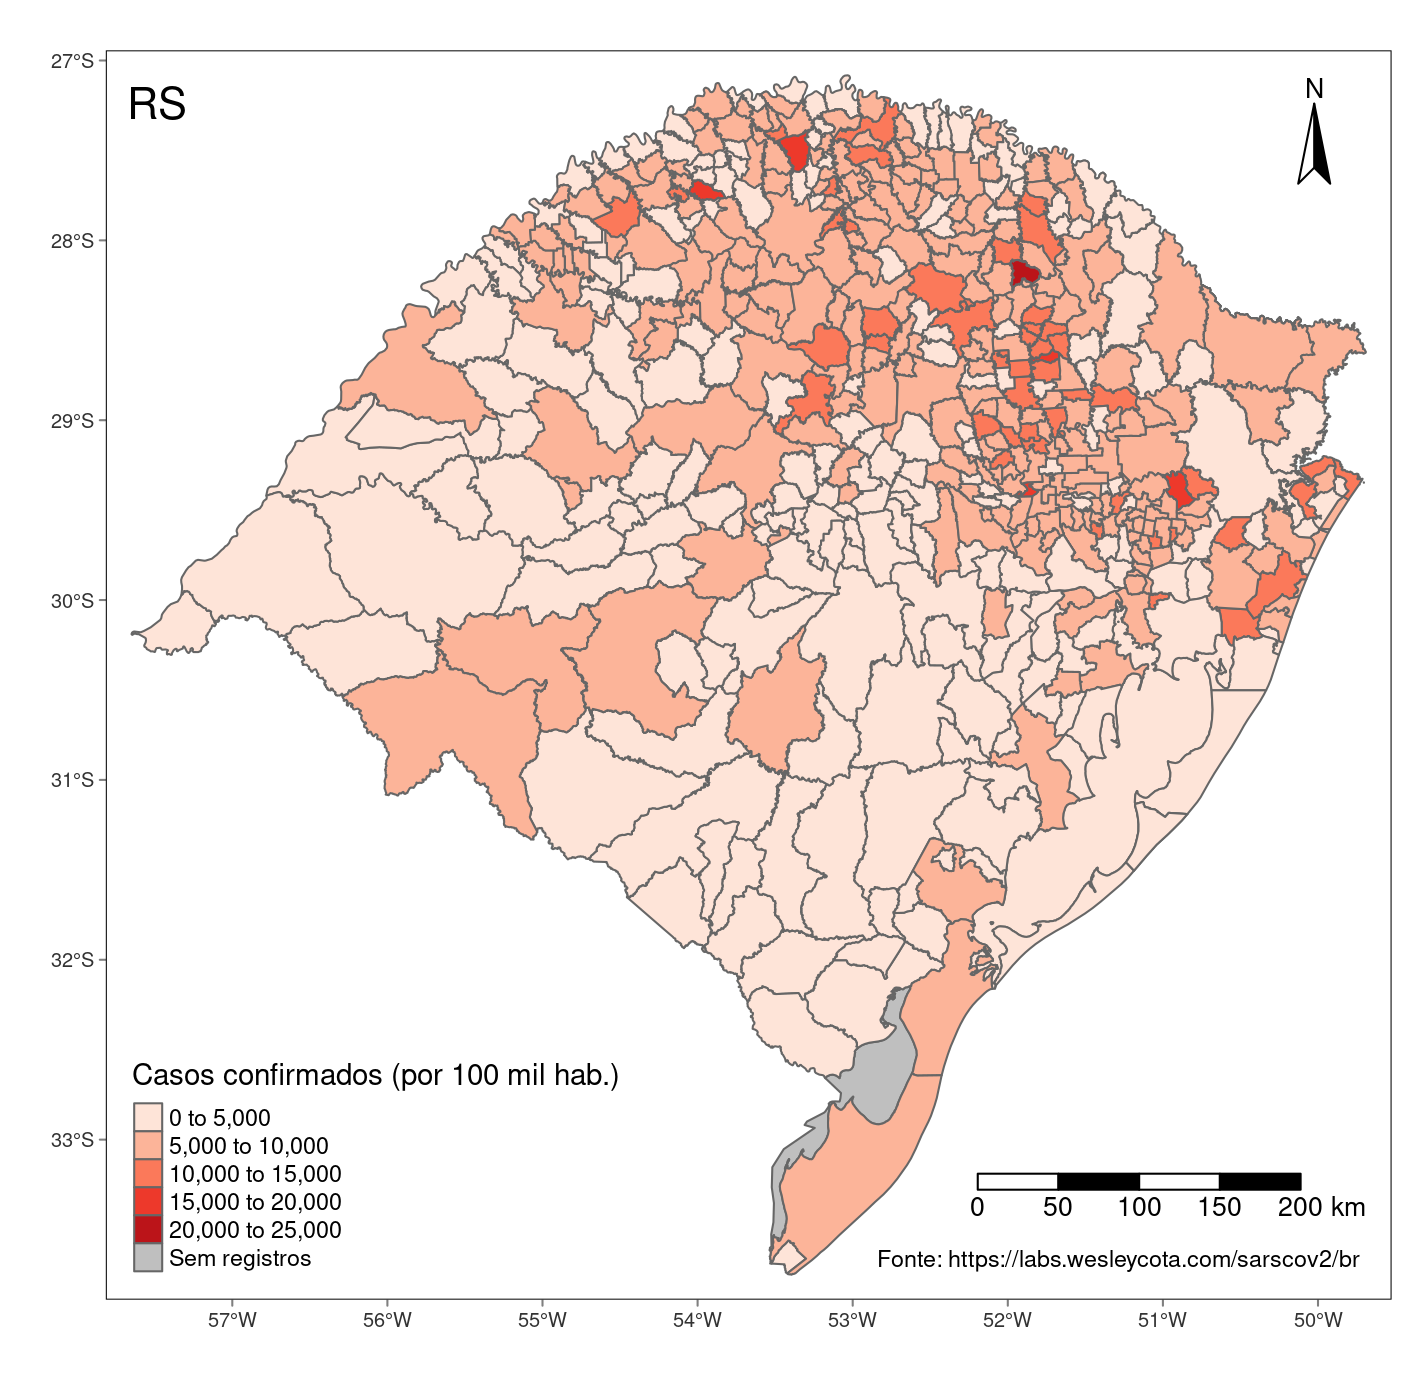 RS
N
27°S
28°S
29°S
30°S
31°S
32°S
33°S
Casos confirmados (por 100 mil hab.)
0 to 5,000
5,000 to 10,000
10,000 to 15,000
15,000 to 20,000
20,000 to 25,000
Sem registros
0 50 100 150 200 km
Fonte: https://labs.wesleycota.com/sarscov2/br
57°W 56°W 55°W 54°W 53°W 52°W 51°W 50°W